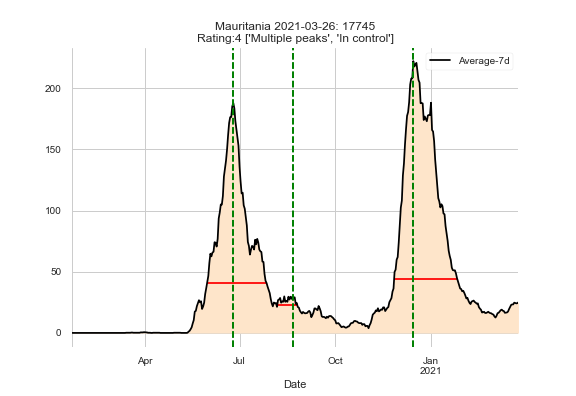 Mauritania 2021-03-26: 17745
Rating:4 ['Multiple peaks', 'In control']
Average-7d
200
150
100
50
0
Apr Jul Oct Jan
2021
Date